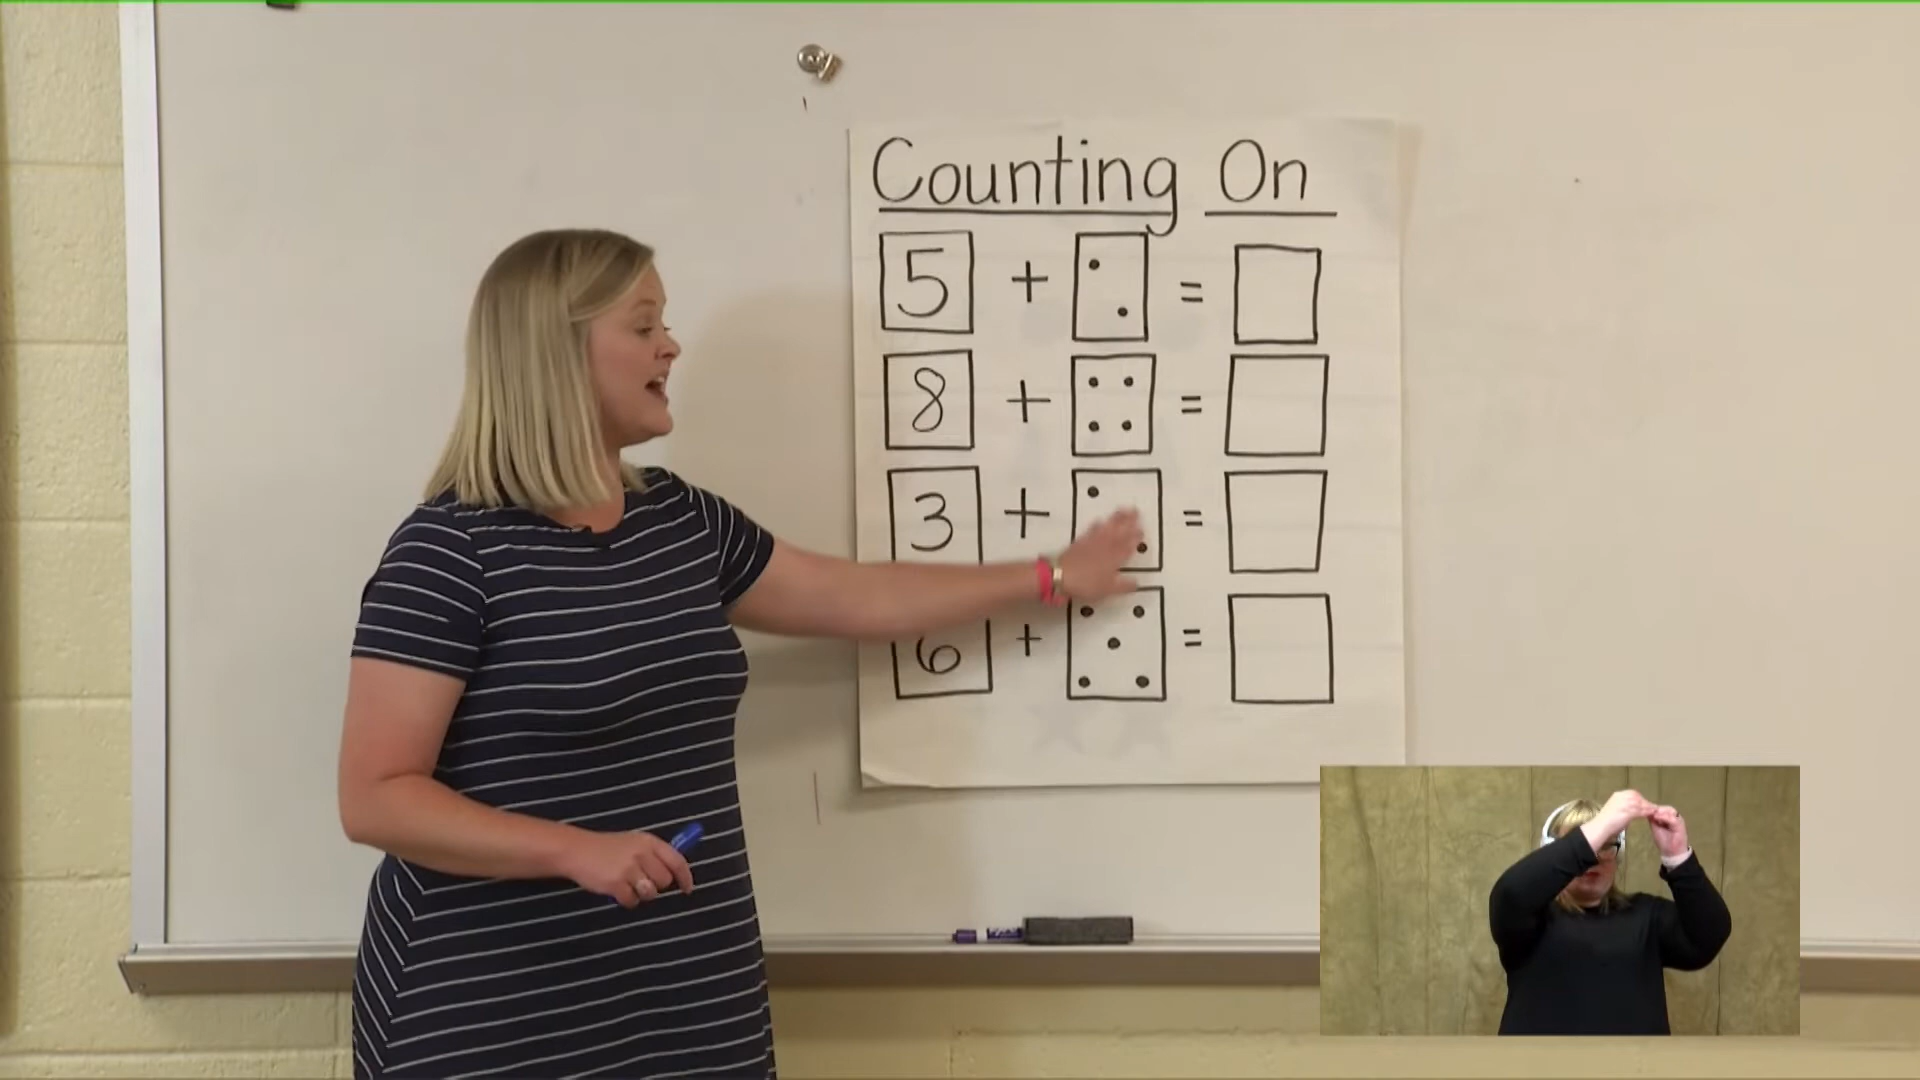 Counting On
5 + =
8 + =
3 + =
6 + =